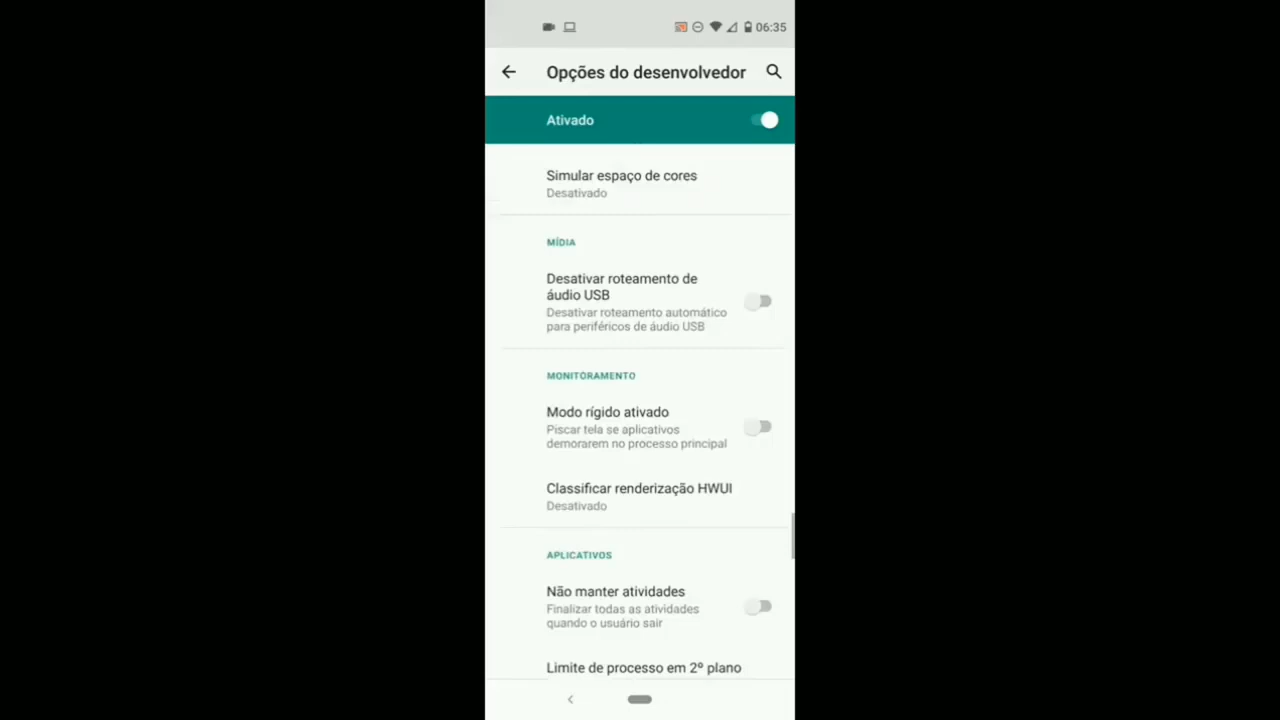 06:35
Opções do desenvolvedor
Ativado
Simular espaço de cores
Desativado
MÍDIA
Desativar roteamento de
áudio USB
Desativar roteamento automático
para periféricos de áudio USB
MONITORAMENTO
Modo rígido ativado
Piscar tela se aplicativos
demorarem no processo principal
Classificar renderização HWUI
Desativado
APLICATIVOS
Não manter atividades
Finalizar todas as atividades
quando o usuário sair
Limite de processo em 2º plano